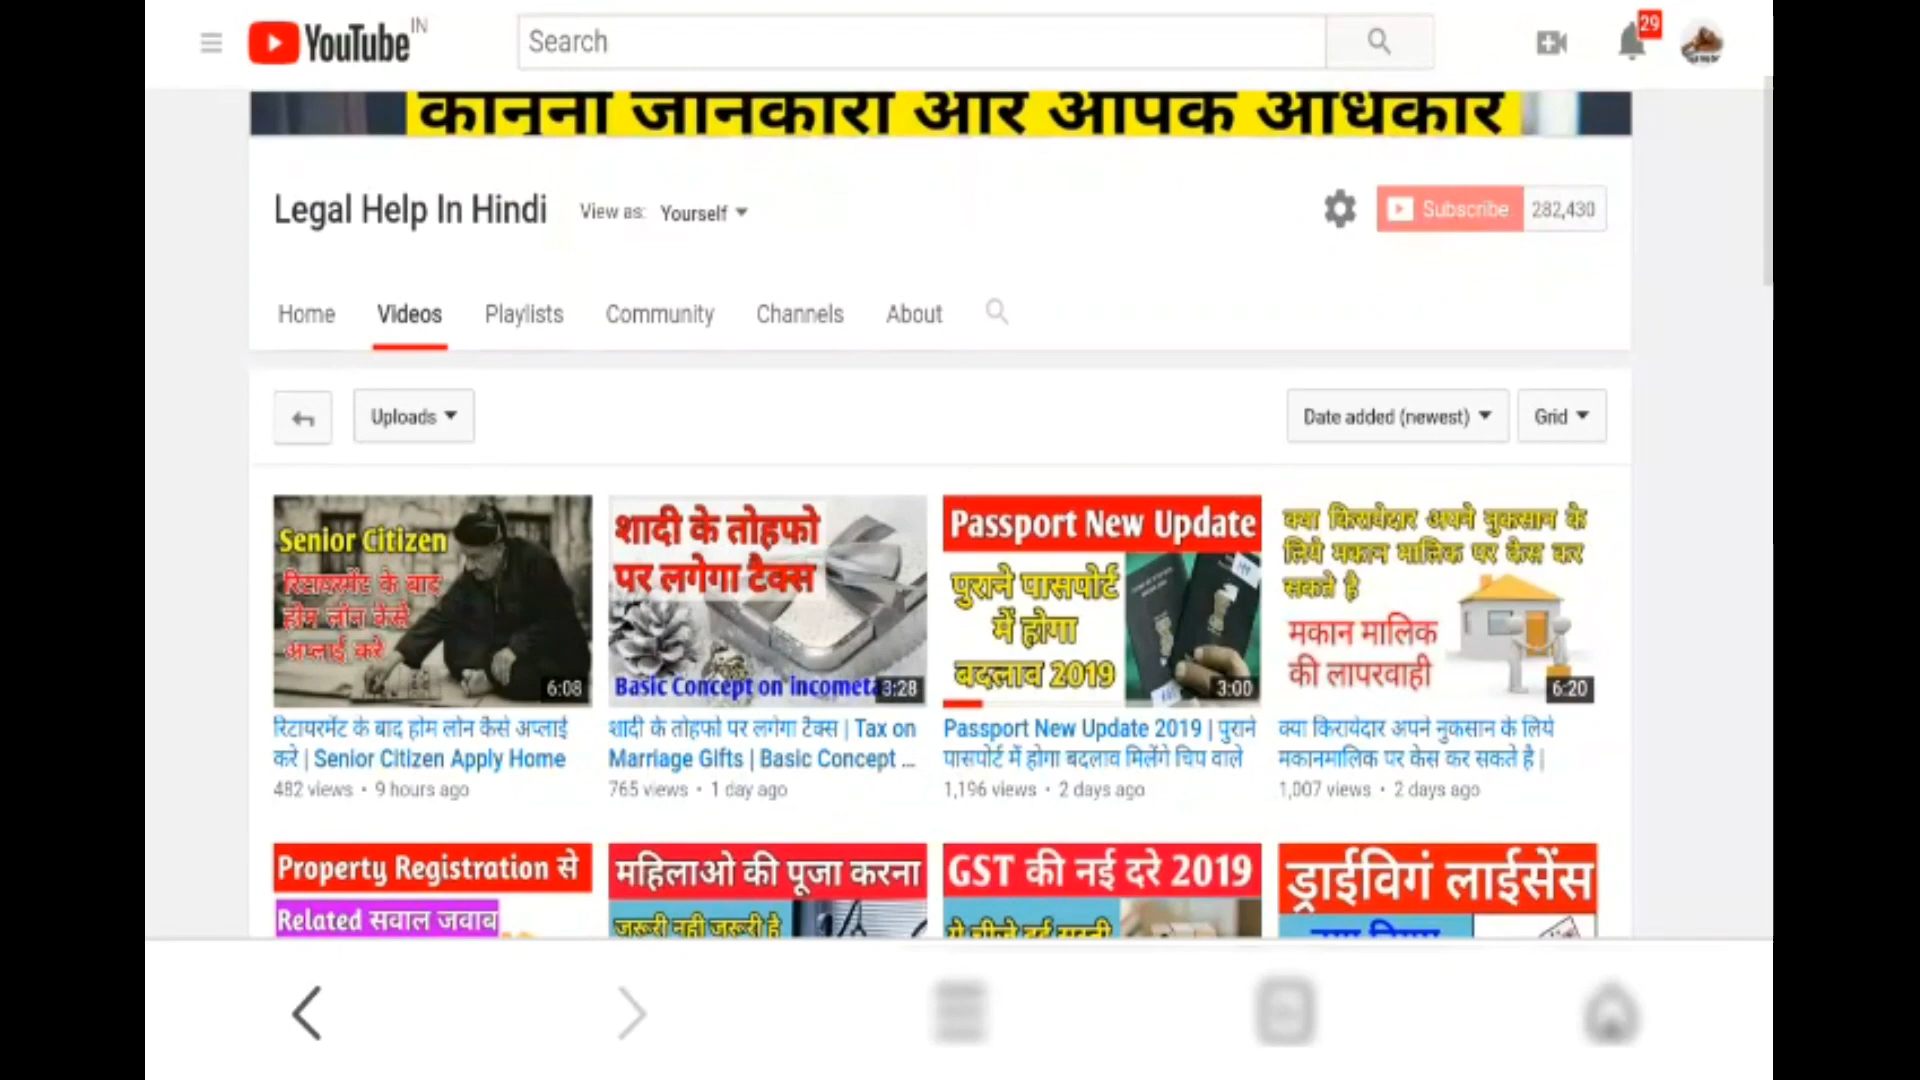 YouTube IN
Search
29
कानूनी जानकारी और आपके अधिकार
Legal Help In Hindi
View as: Yourself
Subscribe 282,430
Home Videos Playlists Community Channels About
Uploads
Date added (newest)
Grid
Senior Citizen
रिटायरमेंट के बाद
होम लोन कैसे
अप्लाई करे
6:08
शादी के तोहफो
पर लगेगा टैक्स
Basic Concept on incometa
3:28
Passport New Update
पुराने पासपोर्ट
में होगा
बदलाव 2019
3:00
क्या किरायेदार अपने नुकसान के
लिये मकान मालिक पर केस कर
सकते है
मकान मालिक
की लापरवाही
6:20
रिटायरमेंट के बाद होम लोन कैसे अप्लाई
करे | Senior Citizen Apply Home
482 views • 9 hours ago
शादी के तोहफो पर लगेगा टैक्स | Tax on
Marriage Gifts | Basic Concept ...
765 views • 1 day ago
Passport New Update 2019 | पुराने
पासपोर्ट में होगा बदलाव मिलेंगे चिप वाले
1,196 views • 2 days ago
क्या किरायेदार अपने नुकसान के लिये
मकानमालिक पर केस कर सकते है |
1,007 views • 2 days ago
Property Registration से
Related सवाल जवाब
महिलाओ की पूजा करना
जरूरी नही जरूरी है
GST की नई दरे 2019
ये चीजे हुई सस्ती
ड्राईविगं लाईसेंस